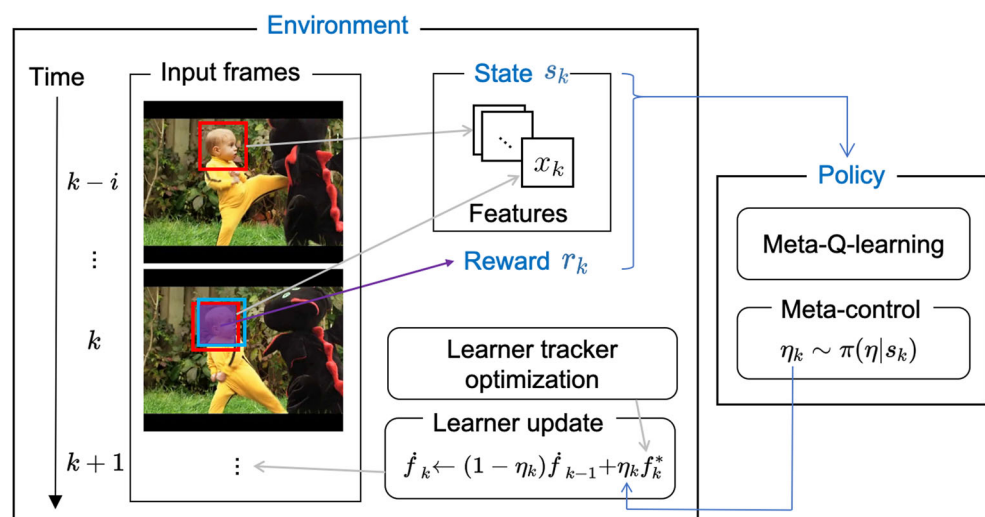 Environment
Time
Input frames
State s_k
k − i
⋱
x_k
Features
⋮
Reward r_k
Policy
Meta-Q-learning
Meta-control
η_k ∼ π(η|s_k)
k
Learner tracker
optimization
Learner update
k + 1
⋮
ḟ_k ← (1 − η_k)ḟ_{k−1}+η_k f_k^*